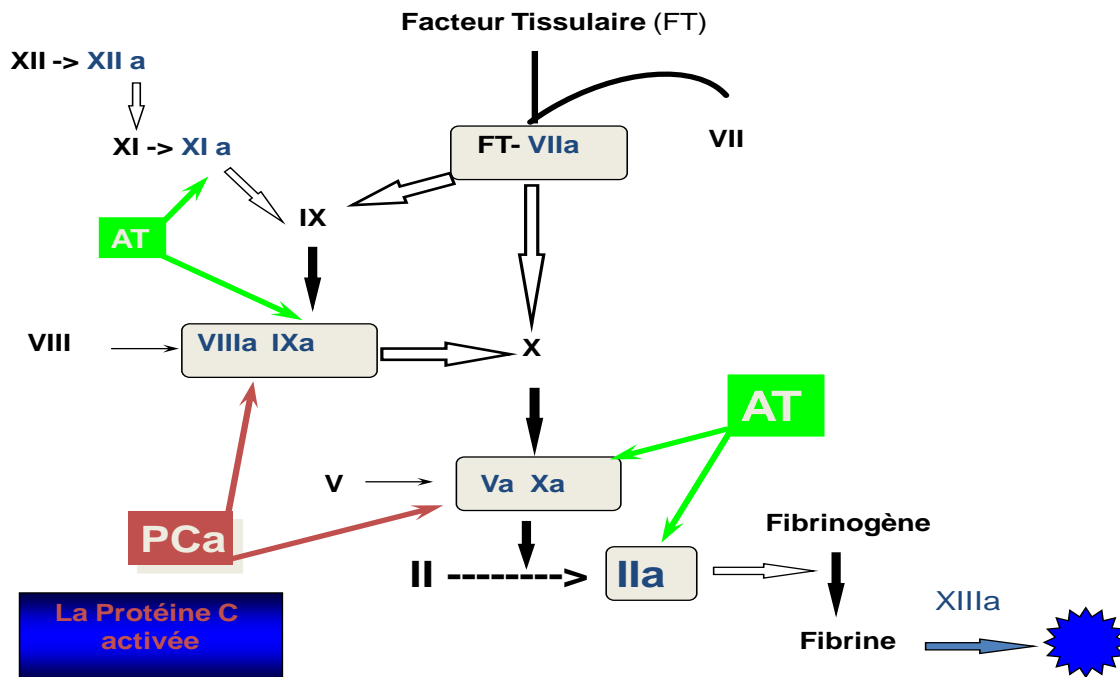 Facteur Tissulaire (FT)
XII -> XII a
XI -> XI a
FT- VIIa
VII
IX
AT
VIII
VIIIa IXa
X
AT
V
Va Xa
PCa
Fibrinogène
II ----------> IIa
XIIIa
La Protéine C
activée
Fibrine